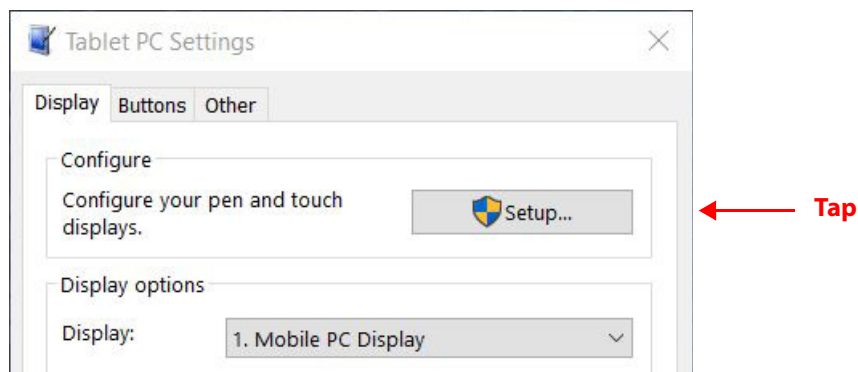 Tablet PC Settings
Display Buttons Other
Configure
Configure your pen and touch
displays.
Setup...
Tap
Display options
Display:
1. Mobile PC Display